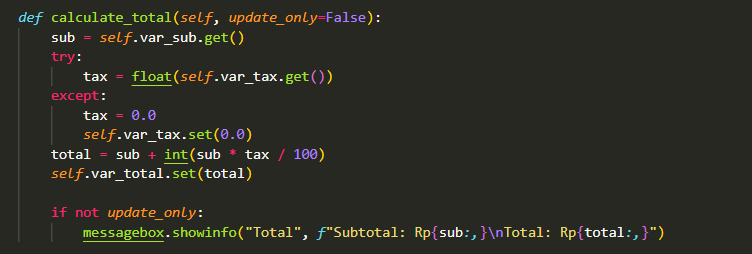 def calculate_total(self, update_only=False):
    sub = self.var_sub.get()
    try:
        tax = float(self.var_tax.get())
    except:
        tax = 0.0
        self.var_tax.set(0.0)
    total = sub + int(sub * tax / 100)
    self.var_total.set(total)

    if not update_only:
        messagebox.showinfo("Total", f"Subtotal: Rp{sub:,}\nTotal: Rp{total:,}")